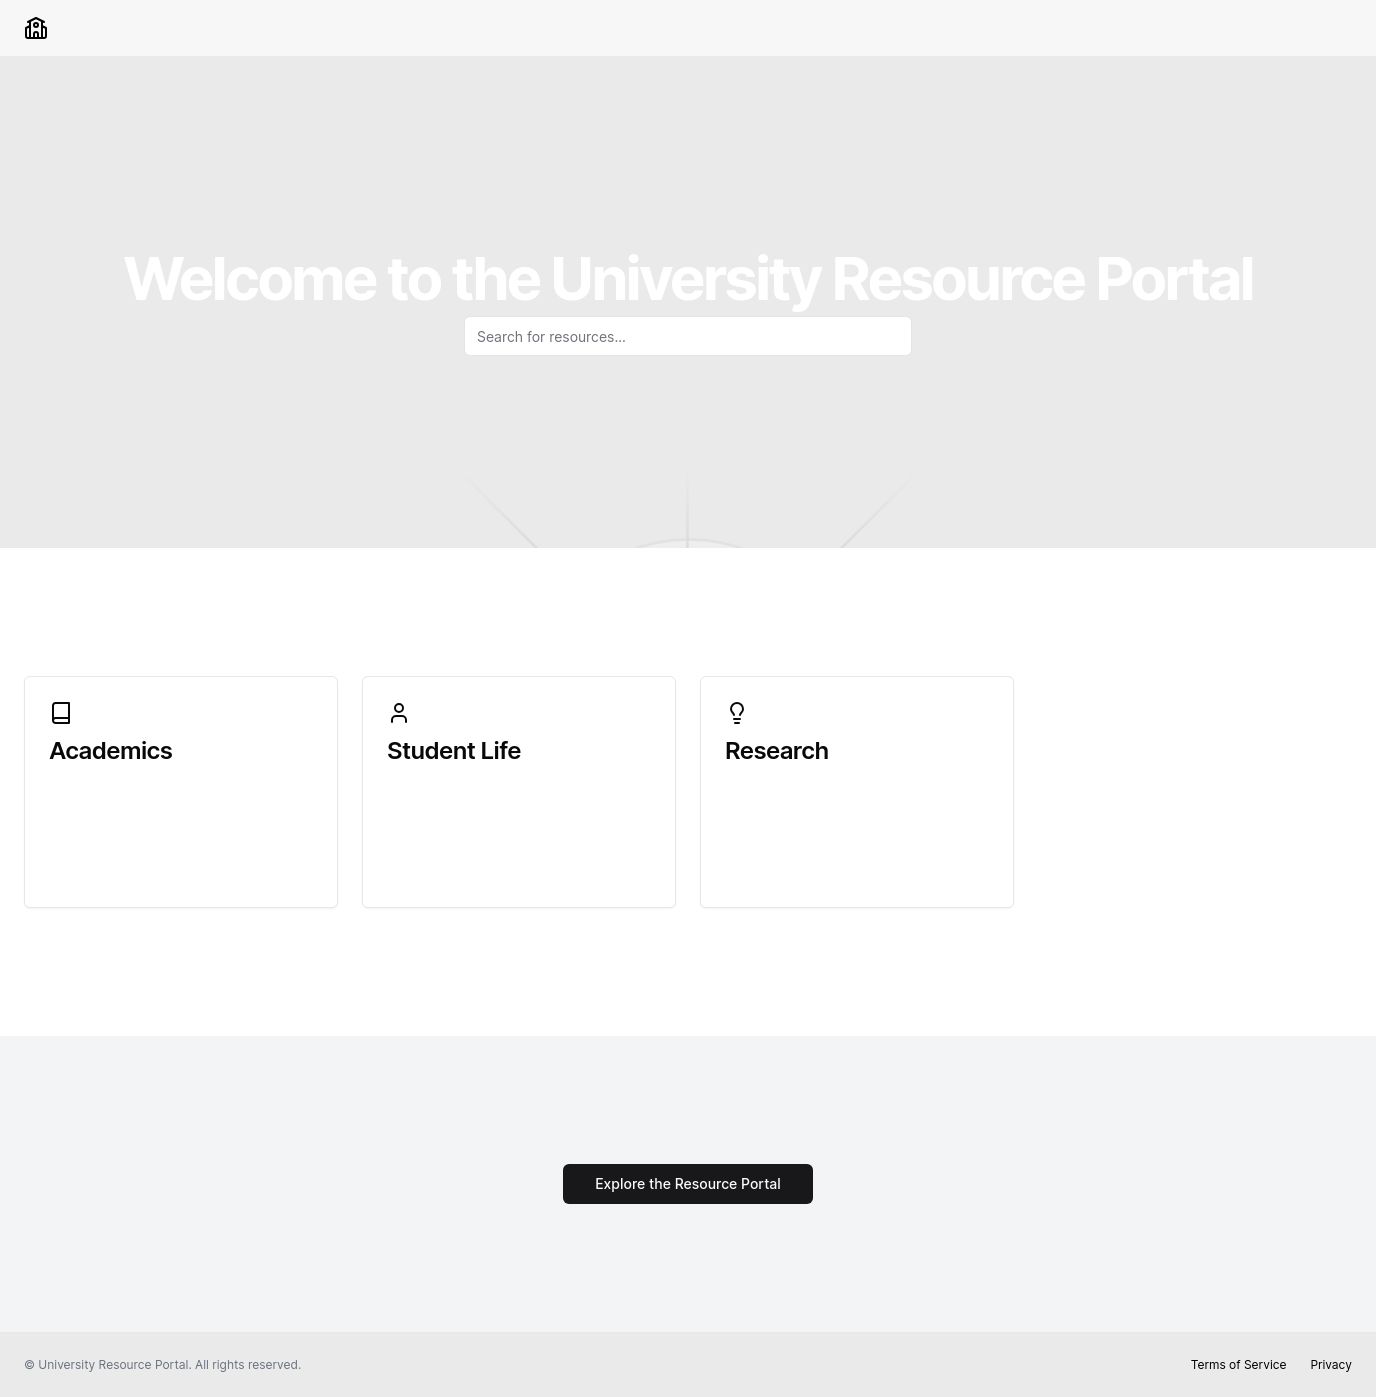 Welcome to the University Resource Portal
Search for resources...
Academics
Student Life
Research
Explore the Resource Portal
© University Resource Portal. All rights reserved.
Terms of Service
Privacy